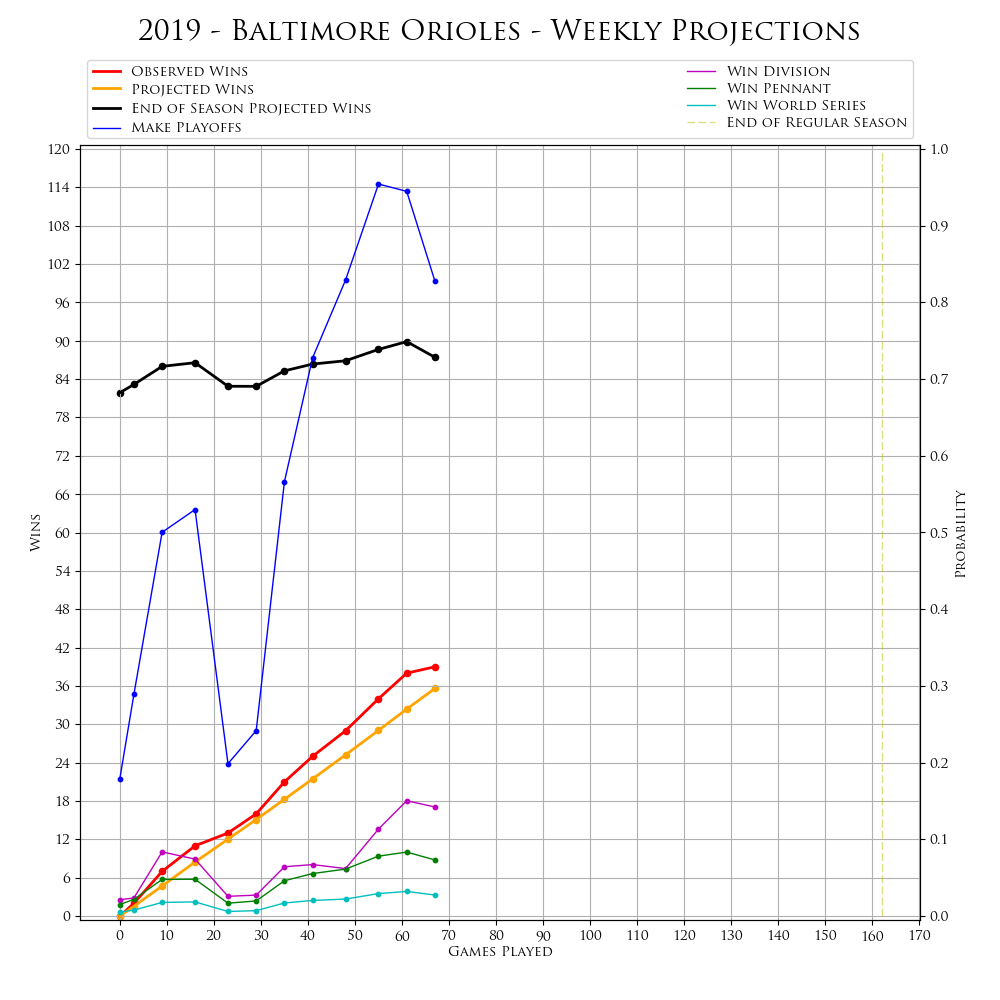 2019 - Baltimore Orioles - Weekly Projections
Observed Wins
Projected Wins
End of Season Projected Wins
Make Playoffs
Win Division
Win Pennant
Win World Series
End of Regular Season
120
114
108
102
96
90
84
78
72
66
60
54
48
42
36
30
24
18
12
6
0
Wins
1.0
0.9
0.8
0.7
0.6
0.5
0.4
0.3
0.2
0.1
0.0
Probability
0 10 20 30 40 50 60 70 80 90 100 110 120 130 140 150 160 170
Games Played